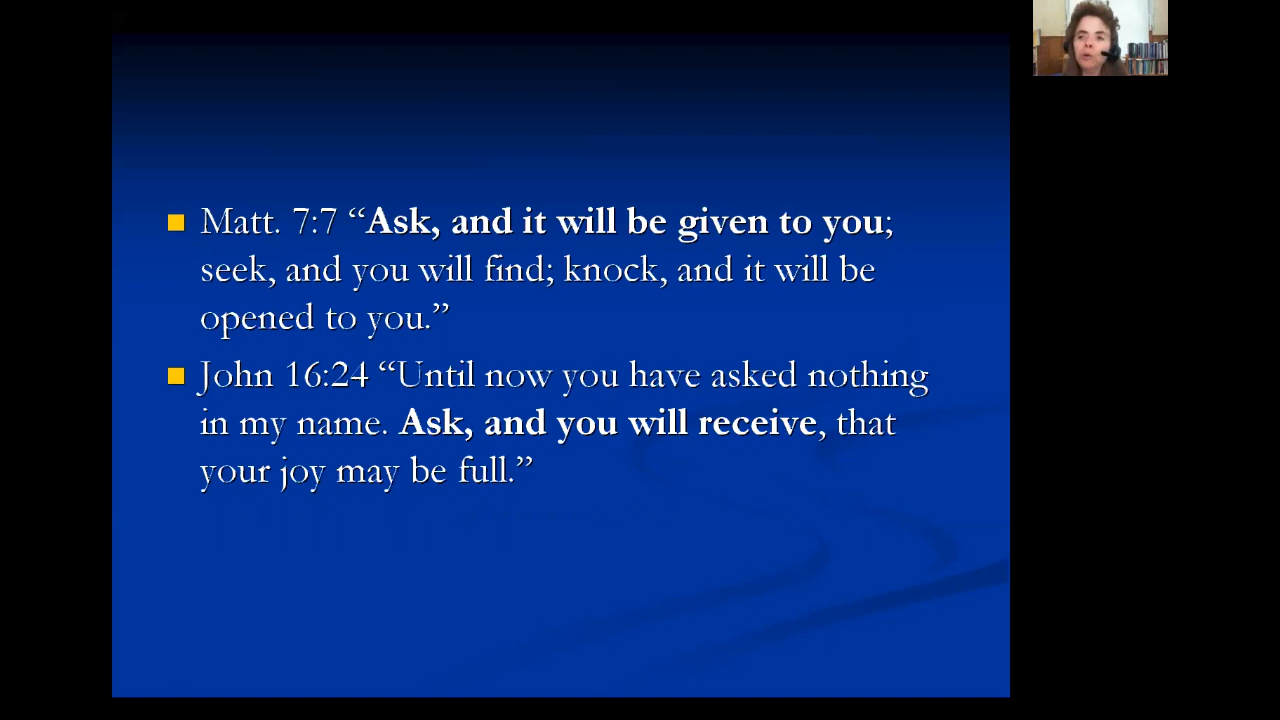 Matt. 7:7 “Ask, and it will be given to you;
seek, and you will find; knock, and it will be
opened to you.”
John 16:24 “Until now you have asked nothing
in my name. Ask, and you will receive, that
your joy may be full.”